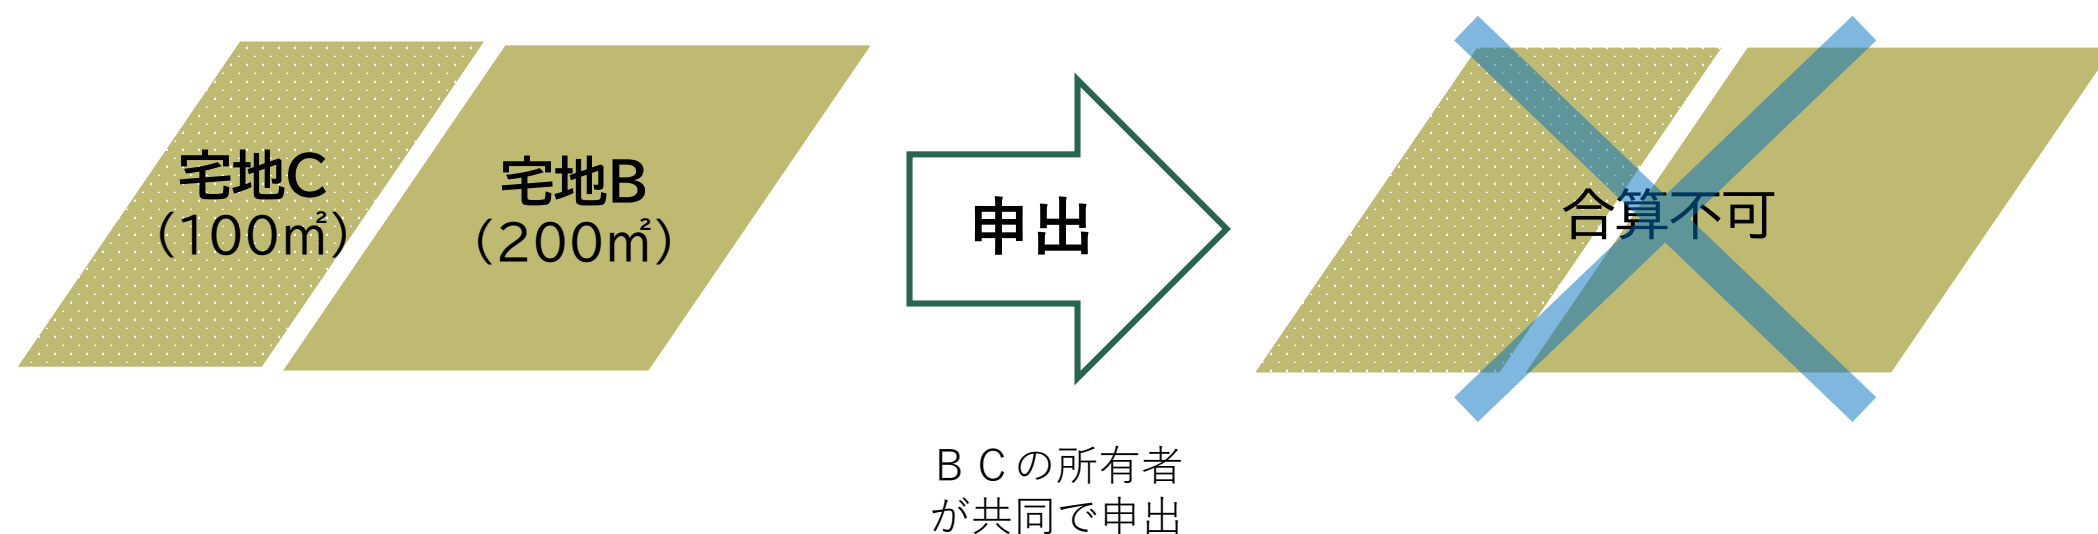 宅地C
（100㎡）
宅地B
（200㎡）
申出
ＢＣの所有者
が共同で申出
合算不可